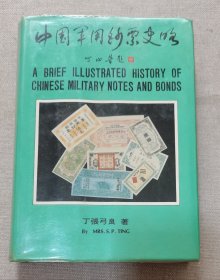 中國軍用鈔票史略
A BRIEF ILLUSTRATED HISTORY OF
CHINESE MILITARY NOTES AND BONDS
丁張弓良 著
By MRS. S. P. TING